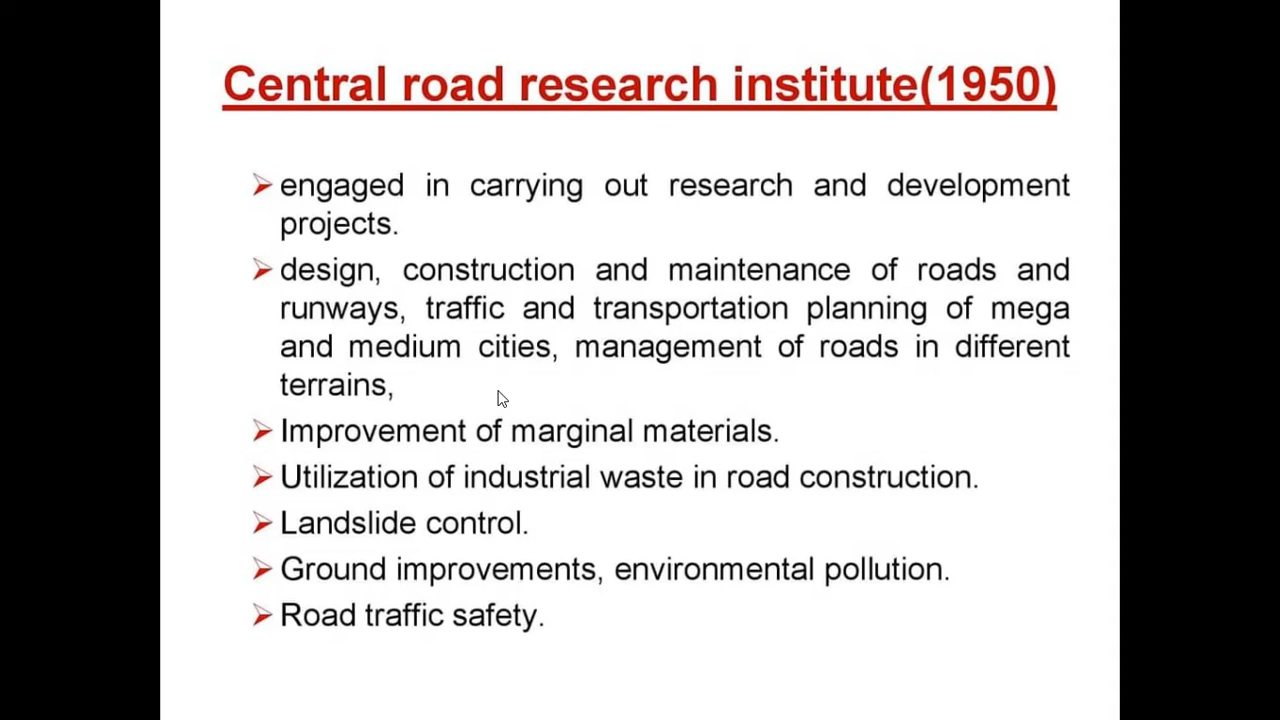 Central road research institute(1950)
engaged in carrying out research and development
projects.
design, construction and maintenance of roads and
runways, traffic and transportation planning of mega
and medium cities, management of roads in different
terrains,
Improvement of marginal materials.
Utilization of industrial waste in road construction.
Landslide control.
Ground improvements, environmental pollution.
Road traffic safety.